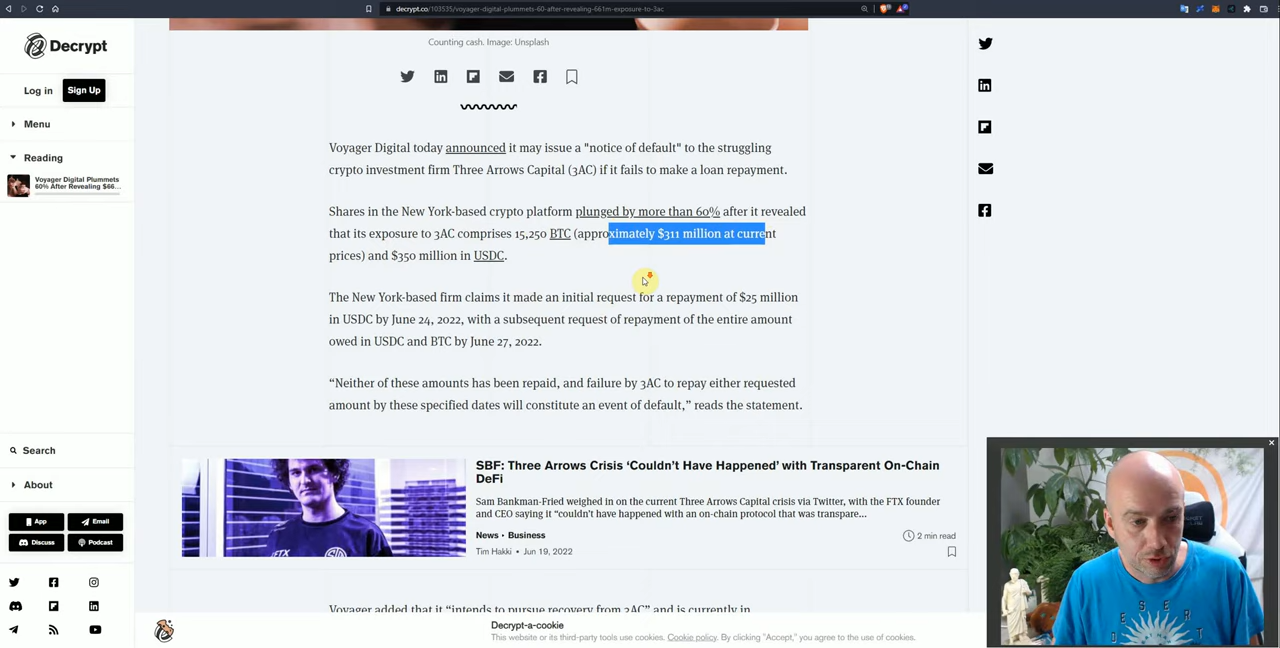 decrypt.co/103535/voyager-digital-plummets-60-after-revealing-661m-exposure-to-3ac
Decrypt
Log in
Sign Up
Menu
Reading
Voyager Digital Plummets
60% After Revealing $66...
Search
About
App
Email
Discuss
Podcast
Counting cash. Image: Unsplash
Voyager Digital today announced it may issue a "notice of default" to the struggling
crypto investment firm Three Arrows Capital (3AC) if it fails to make a loan repayment.
Shares in the New York-based crypto platform plunged by more than 60% after it revealed
that its exposure to 3AC comprises 15,250 BTC (approximately $311 million at current
prices) and $350 million in USDC.
The New York-based firm claims it made an initial request for a repayment of $25 million
in USDC by June 24, 2022, with a subsequent request of repayment of the entire amount
owed in USDC and BTC by June 27, 2022.
“Neither of these amounts has been repaid, and failure by 3AC to repay either requested
amount by these specified dates will constitute an event of default,” reads the statement.
FTX
SBF: Three Arrows Crisis ‘Couldn’t Have Happened’ with Transparent On-Chain
DeFi
Sam Bankman-Fried weighed in on the current Three Arrows Capital crisis via Twitter, with the FTX founder
and CEO saying it “couldn’t have happened with an on-chain protocol that was transpare...
News • Business
2 min read
Tim Hakki • Jun 19, 2022
Voyager added that it “intends to pursue recovery from 3AC” and is currently in
Decrypt-a-cookie
This website or its third-party tools use cookies. Cookie policy. By clicking "Accept," you agree to the use of cookies.